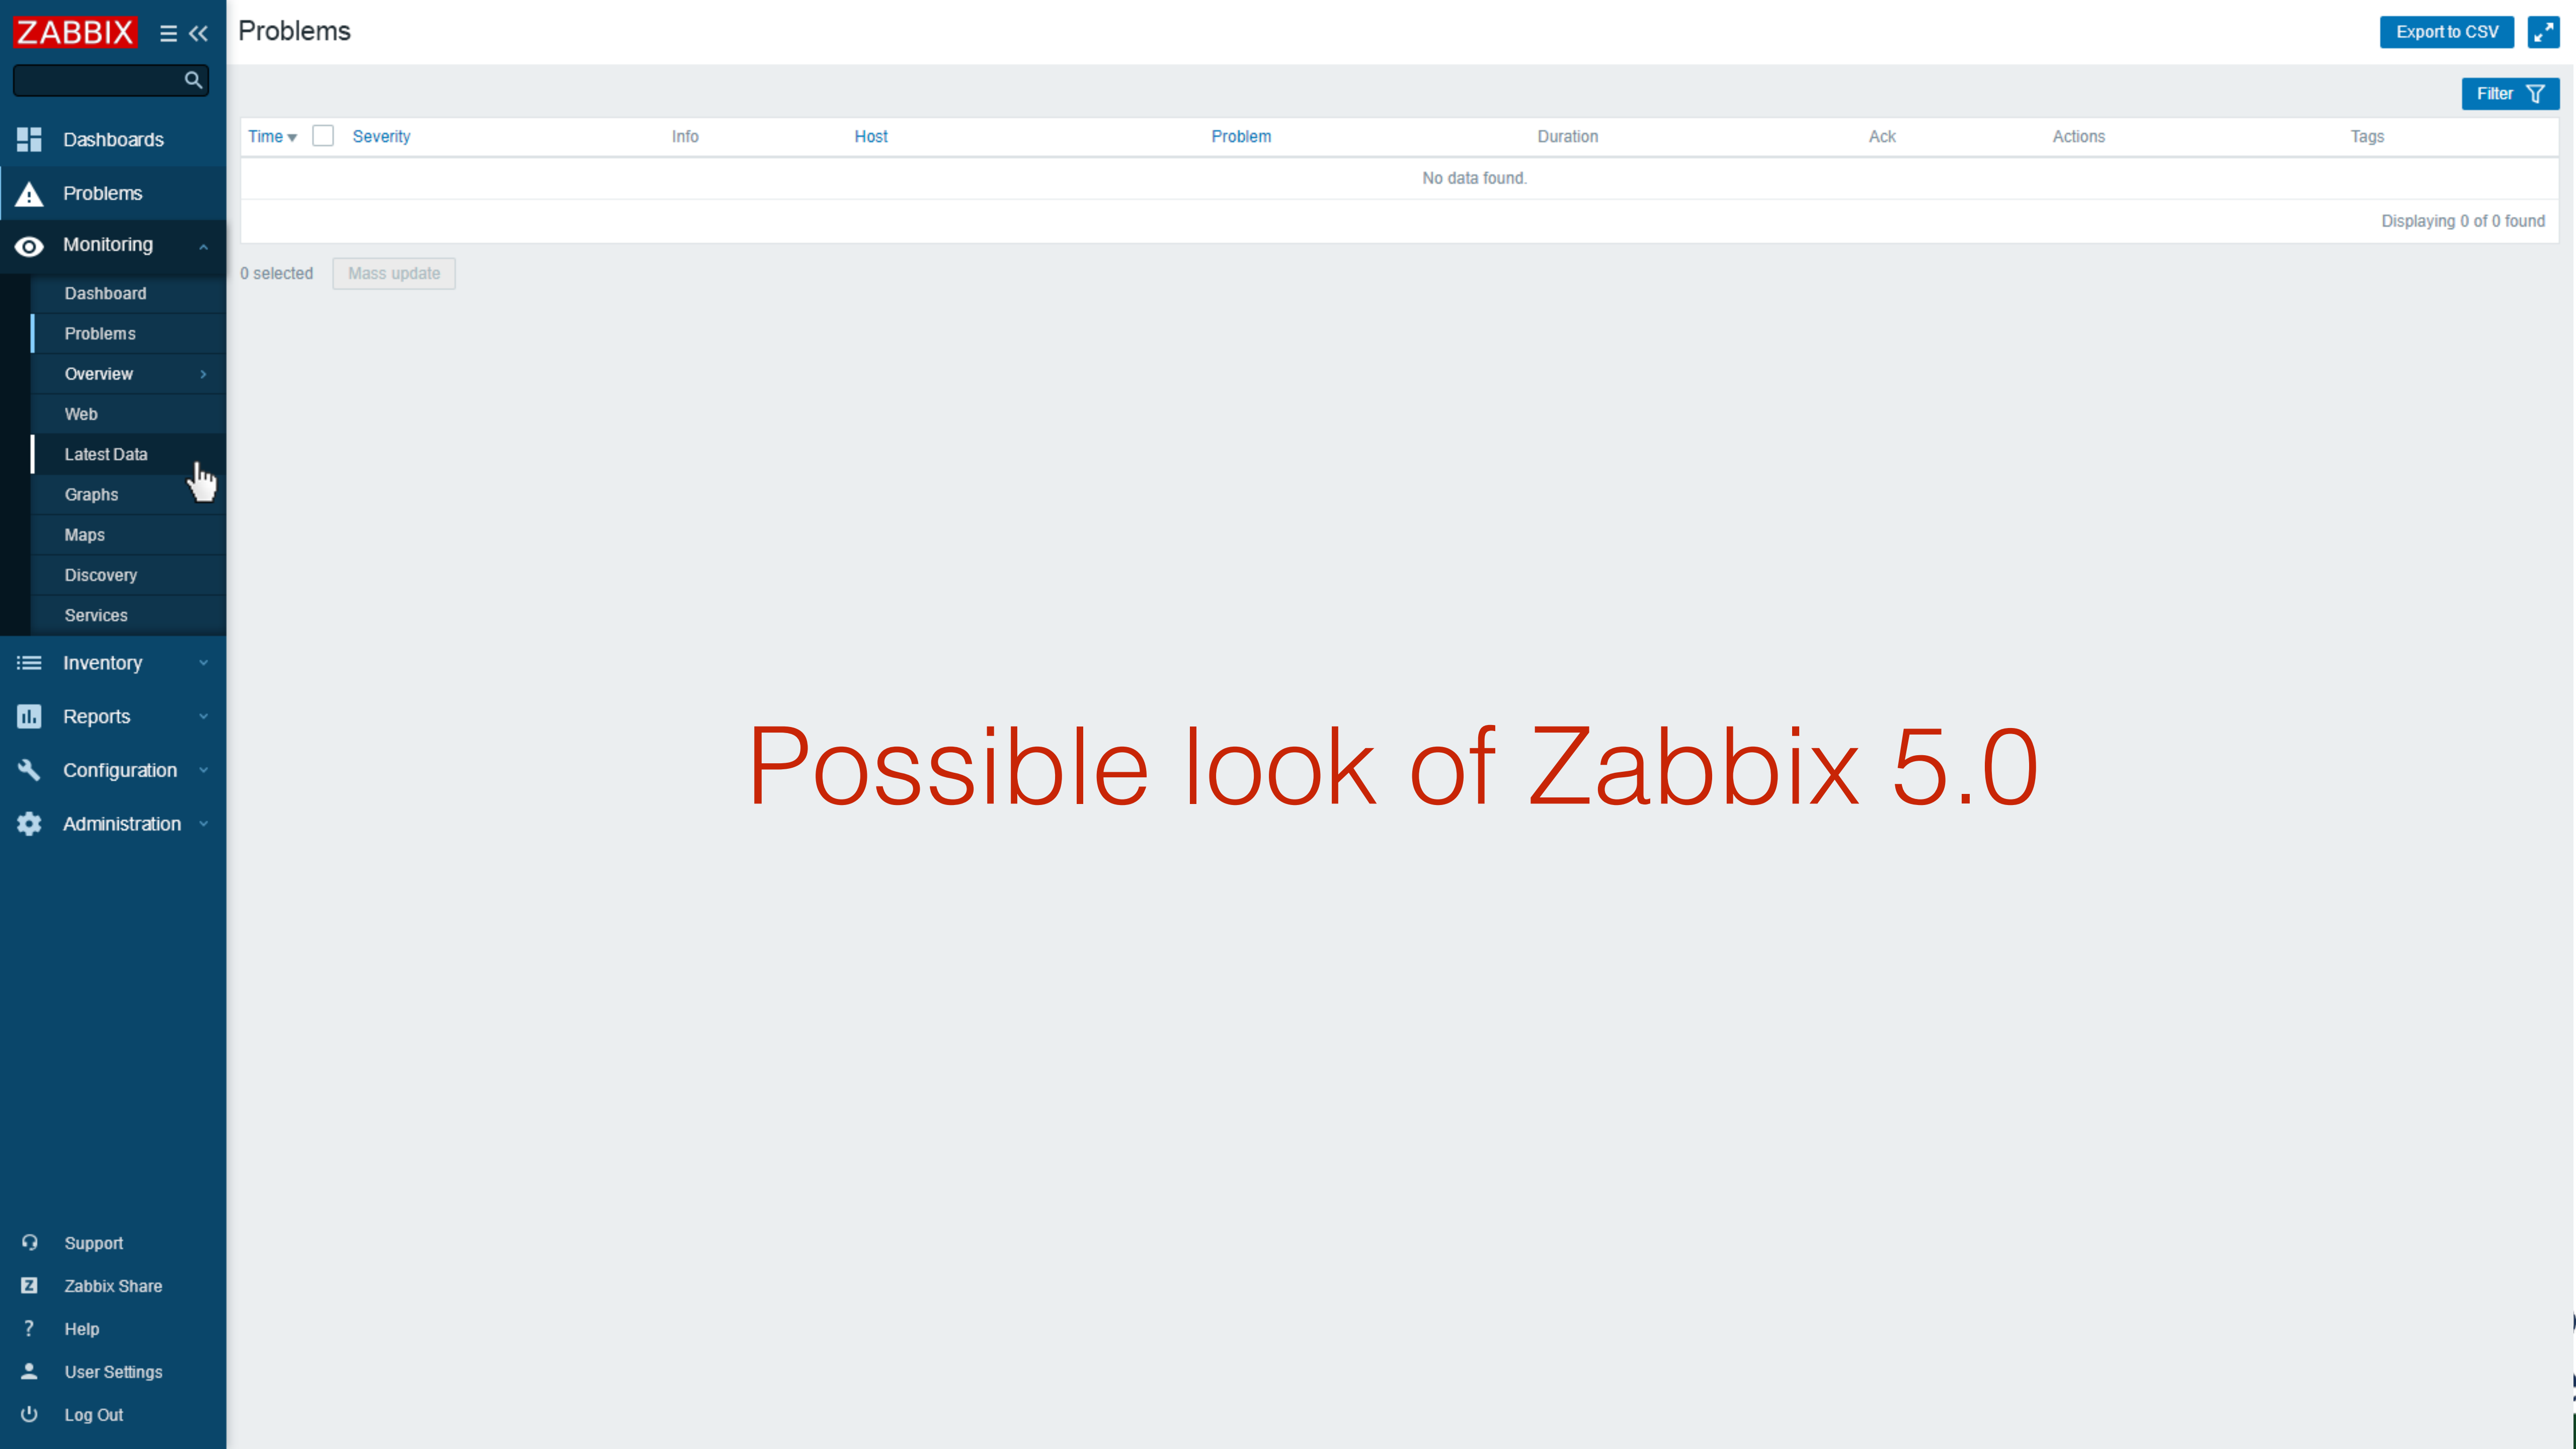 ZABBIX
Problems
Export to CSV
Filter
Dashboards
Problems
Monitoring
Dashboard
Problems
Overview
Web
Latest Data
Graphs
Maps
Discovery
Services
Inventory
Reports
Configuration
Administration
Support
Z Zabbix Share
? Help
User Settings
Log Out
Time Severity Info Host Problem Duration Ack Actions Tags
No data found.
Displaying 0 of 0 found
0 selected Mass update
Possible look of Zabbix 5.0